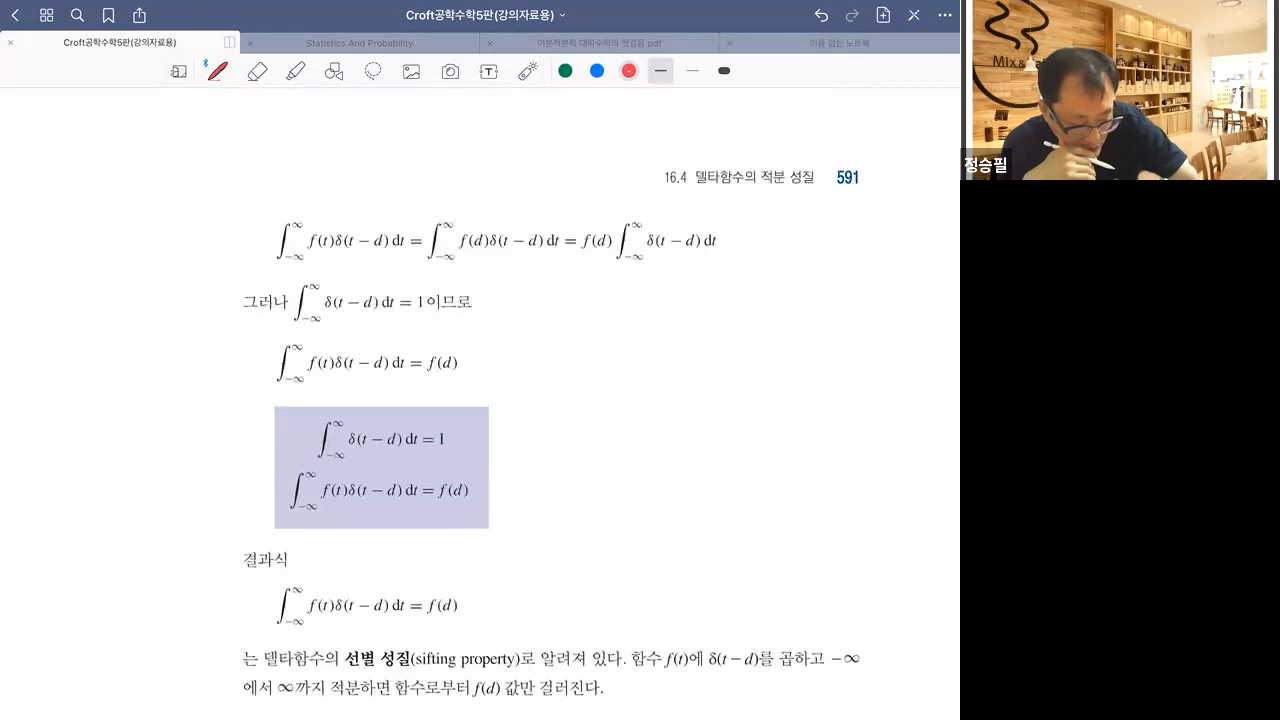 Croft공학수학5판(강의자료용)
Croft공학수학5판(강의자료용)
Statistics And Probability
미분적분학 대학수학의 첫걸음.pdf
이름 없는 노트북
16.4 델타함수의 적분 성질 591
∫_{-∞}^{∞} f(t)δ(t − d) dt = ∫_{-∞}^{∞} f(d)δ(t − d) dt = f(d) ∫_{-∞}^{∞} δ(t − d) dt
그러나 ∫_{-∞}^{∞} δ(t − d) dt = 1이므로
∫_{-∞}^{∞} f(t)δ(t − d) dt = f(d)
∫_{-∞}^{∞} δ(t − d) dt = 1
∫_{-∞}^{∞} f(t)δ(t − d) dt = f(d)
결과식
∫_{-∞}^{∞} f(t)δ(t − d) dt = f(d)
는 델타함수의 선별 성질(sifting property)로 알려져 있다. 함수 f(t)에 δ(t − d)를 곱하고 −∞
에서 ∞까지 적분하면 함수로부터 f(d) 값만 걸러진다.
정승필